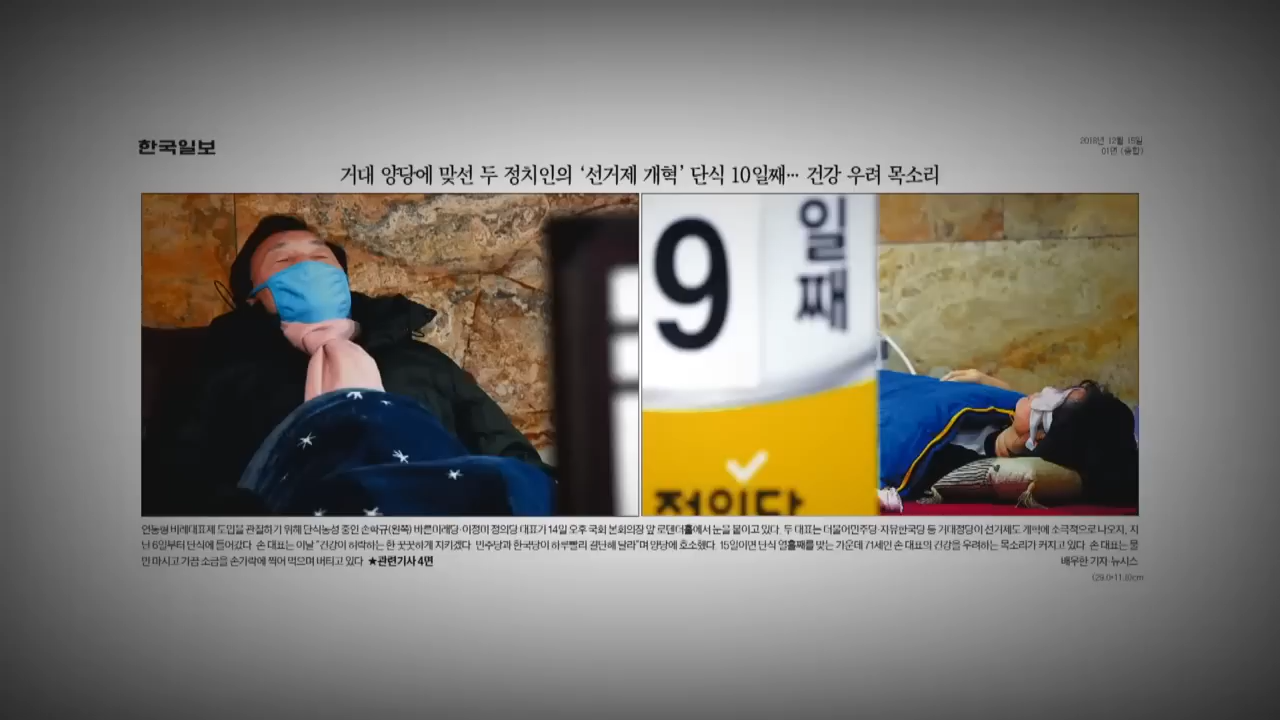 한국일보
2018년 12월 15일
01면 (종합)
거대 양당에 맞선 두 정치인의 '선거제 개혁' 단식 10일째… 건강 우려 목소리
9
일째
정의당
연동형 비례대표제 도입을 관철하기 위해 단식농성 중인 손학규(왼쪽) 바른미래당·이정미 정의당 대표가 14일 오후 국회 본회의장 앞 로텐더홀에서 눈을 붙이고 있다. 두 대표는 더불어민주당·자유한국당 등 거대정당이 선거제도 개혁에 소극적으로 나오자, 지
난 6일부터 단식에 들어갔다. 손 대표는 이날 "건강이 허락하는 한 꿋꿋하게 지키겠다. 민주당과 한국당이 하루빨리 결단해 달라"며 양당에 호소했다. 15일이면 단식 열흘째를 맞는 가운데 71세인 손 대표의 건강을 우려하는 목소리가 커지고 있다. 손 대표는 물
만 마시고 가끔 소금을 손가락에 찍어 먹으며 버티고 있다. ★관련기사 4면
배우한 기자·뉴시스
(29.0*11.8)cm